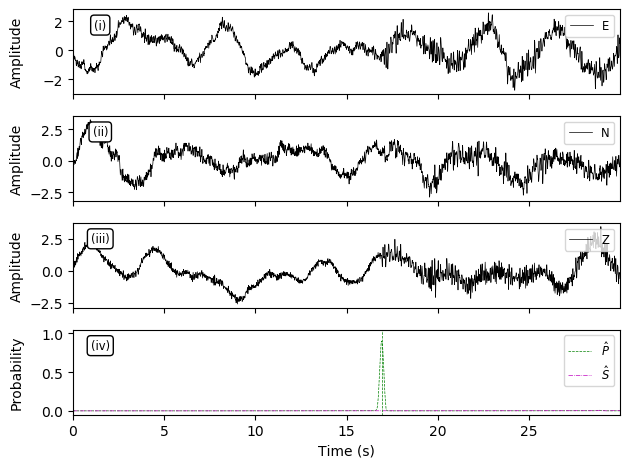 (i)
E
Amplitude
2
0
−2
(ii)
N
Amplitude
2.5
0.0
−2.5
(iii)
Z
Amplitude
2.5
0.0
−2.5
(iv)
P̂
Ŝ
Probability
1.0
0.5
0.0
0 5 10 15 20 25
Time (s)